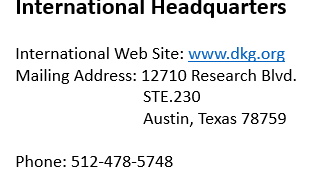 International Headquarters
International Web Site: www.dkg.org
Mailing Address: 12710 Research Blvd.
STE.230
Austin, Texas 78759
Phone: 512-478-5748